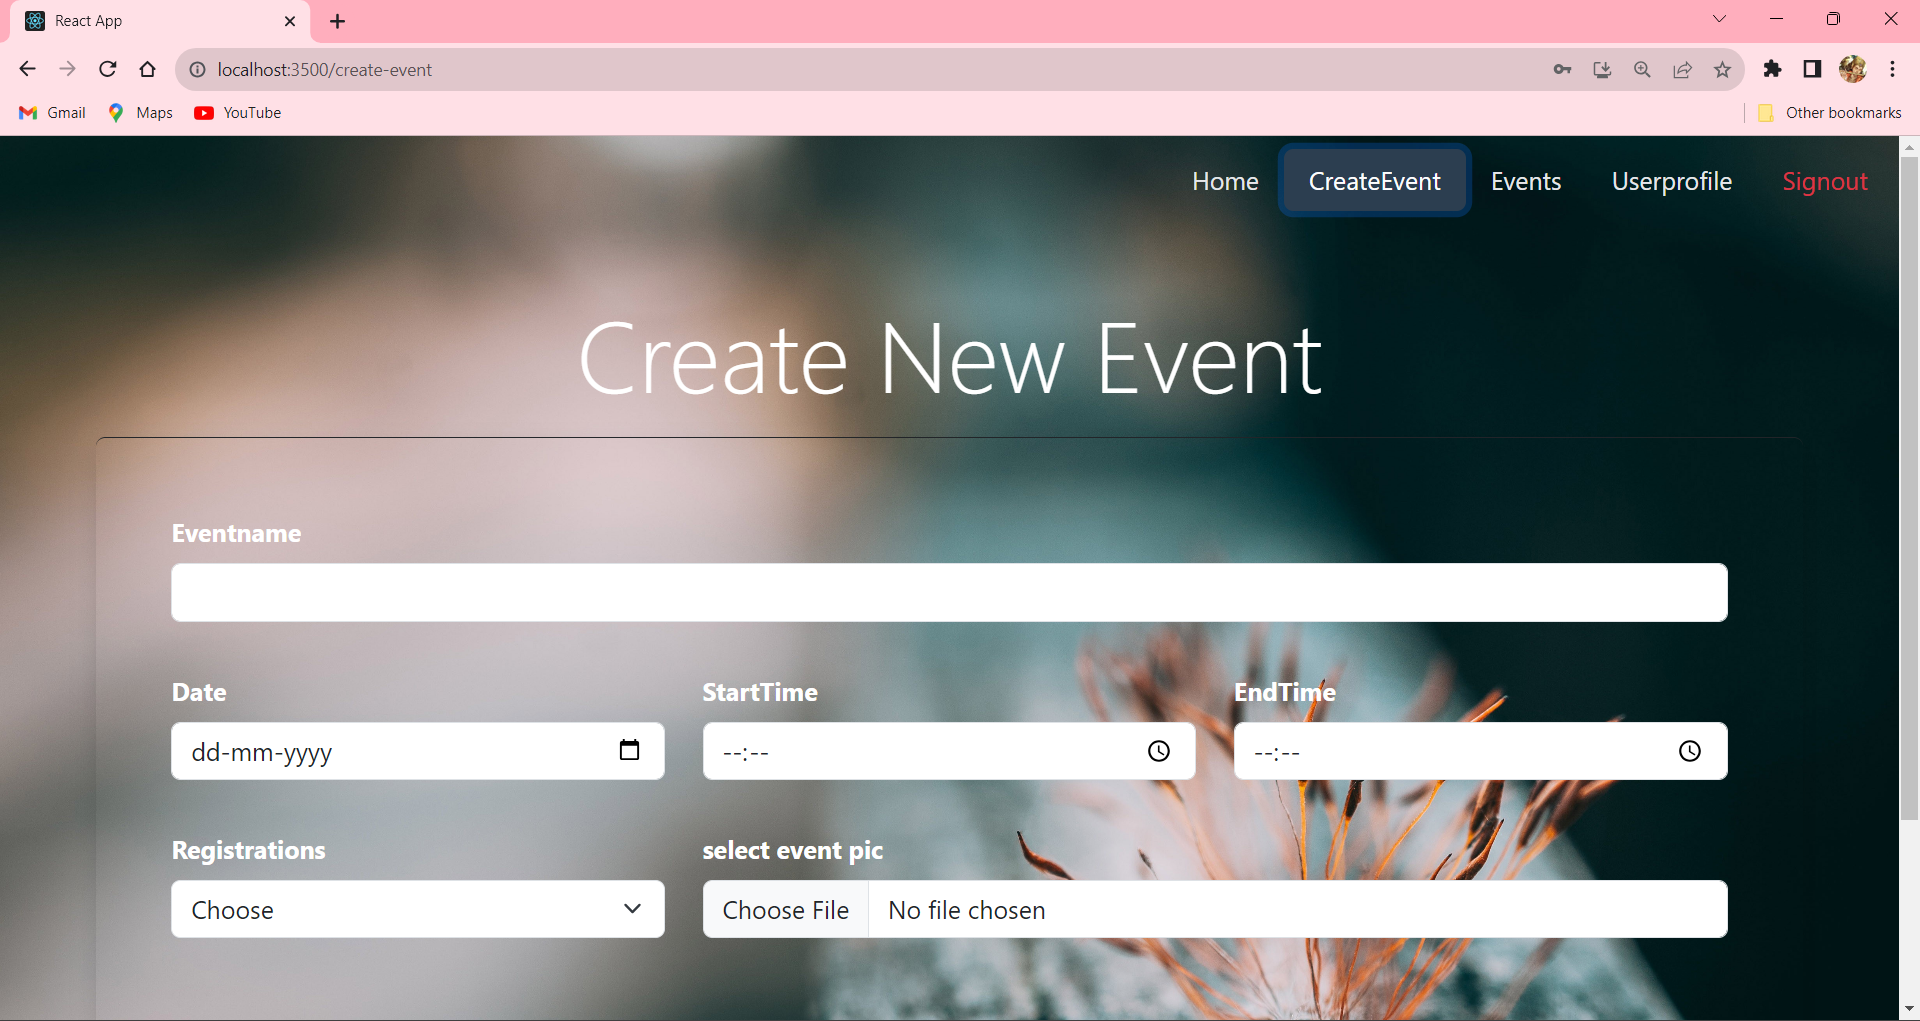 React App
localhost:3500/create-event
Gmail Maps YouTube Other bookmarks
Home CreateEvent Events Userprofile Signout
Create New Event
Eventname
Date StartTime EndTime
dd-mm-yyyy --:-- --:--
Registrations select event pic
Choose Choose File No file chosen